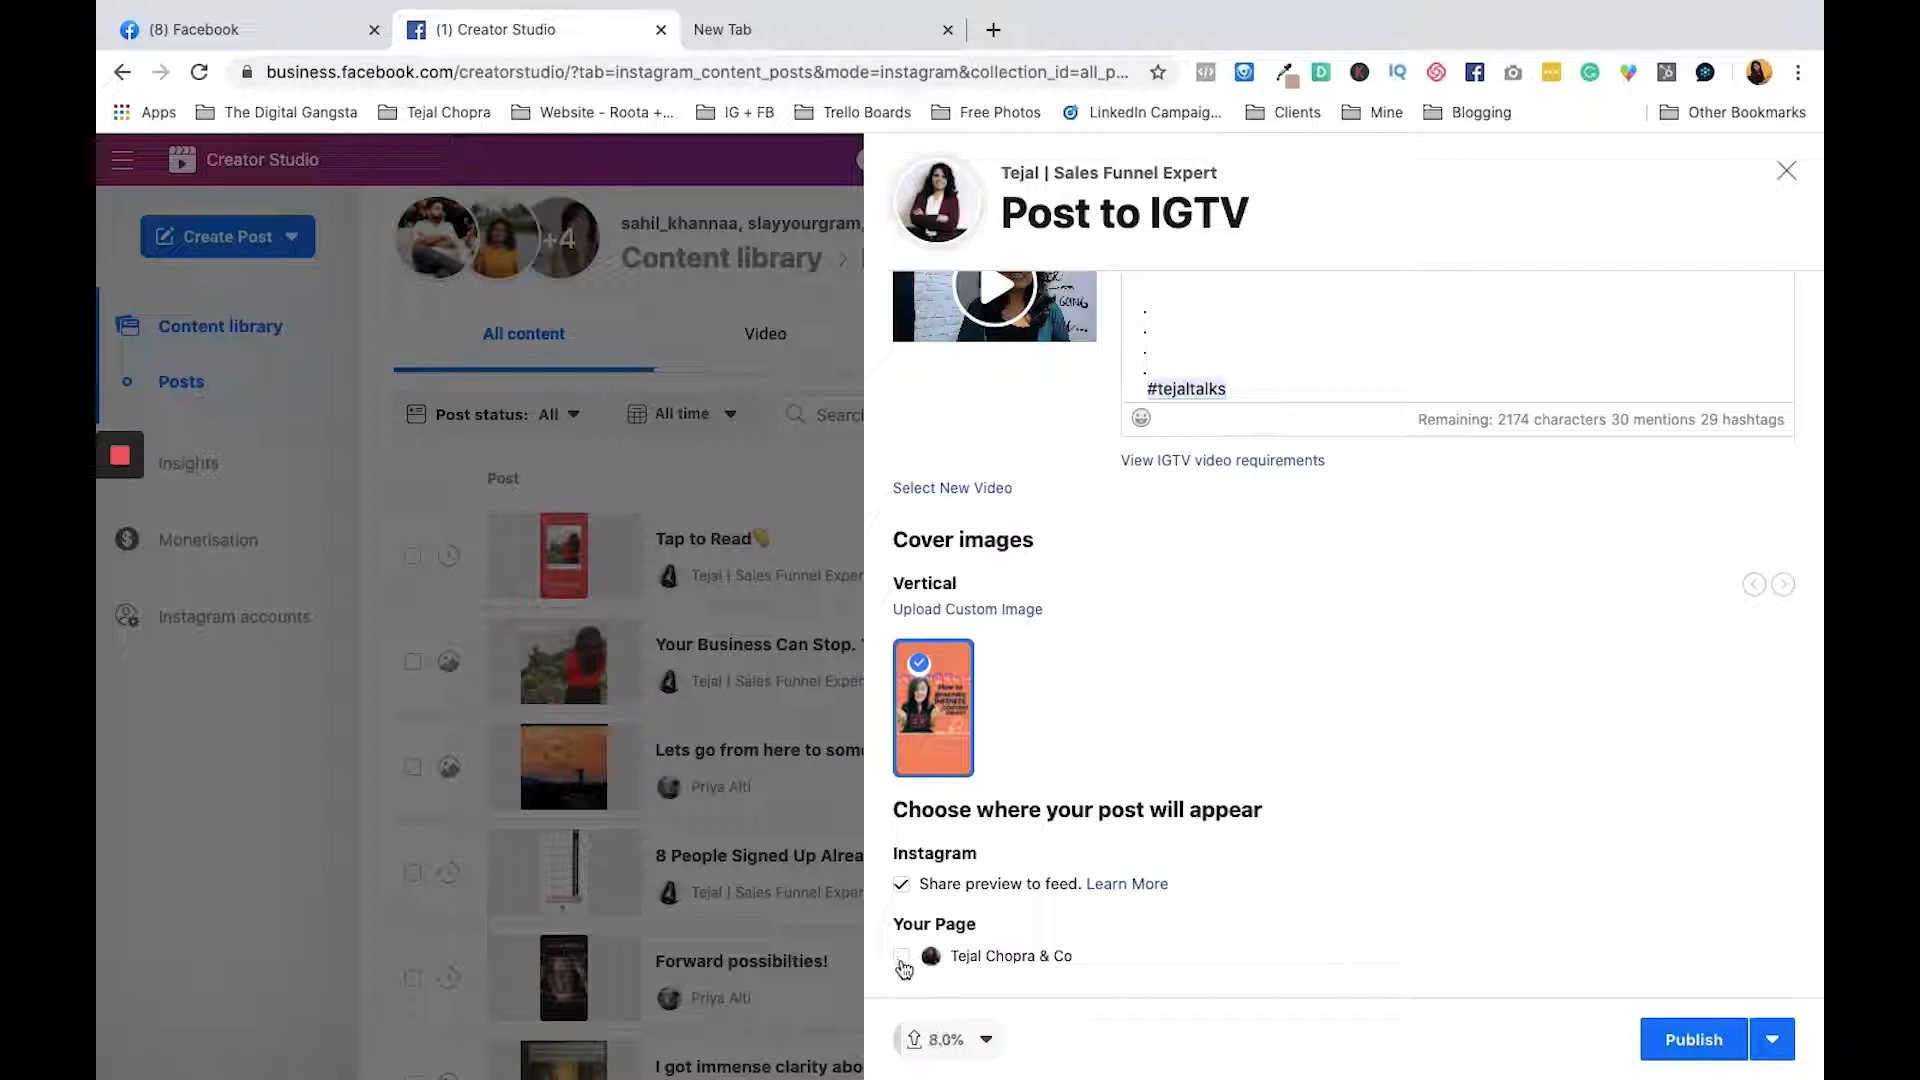 (8) Facebook
(1) Creator Studio
New Tab
business.facebook.com/creatorstudio/?tab=instagram_content_posts&mode=instagram&collection_id=all_p...
Apps
The Digital Gangsta
Tejal Chopra
Website - Roota +...
IG + FB
Trello Boards
Free Photos
LinkedIn Campaig...
Clients
Mine
Blogging
Other Bookmarks
Creator Studio
Create Post
Content library
Posts
Insights
Monetisation
Instagram accounts
+4
sahil_khannaa, slayyourgram,
Content library
All content
Video
Post status: All
All time
Post
Tap to Read
Tejal | Sales Funnel Exper
Your Business Can Stop.
Tejal | Sales Funnel Exper
Lets go from here to som
Priya Alti
8 People Signed Up Alrea
Tejal | Sales Funnel Exper
Forward possibilties!
Priya Alti
I got immense clarity abo
Tejal | Sales Funnel Expert
Post to IGTV
GOING
.
.
.
.
#tejaltalks
Remaining: 2174 characters 30 mentions 29 hashtags
View IGTV video requirements
Select New Video
Cover images
Vertical
Upload Custom Image
How to
INFINITE
Choose where your post will appear
Instagram
Share preview to feed. Learn More
Your Page
Tejal Chopra & Co
8.0%
Publish